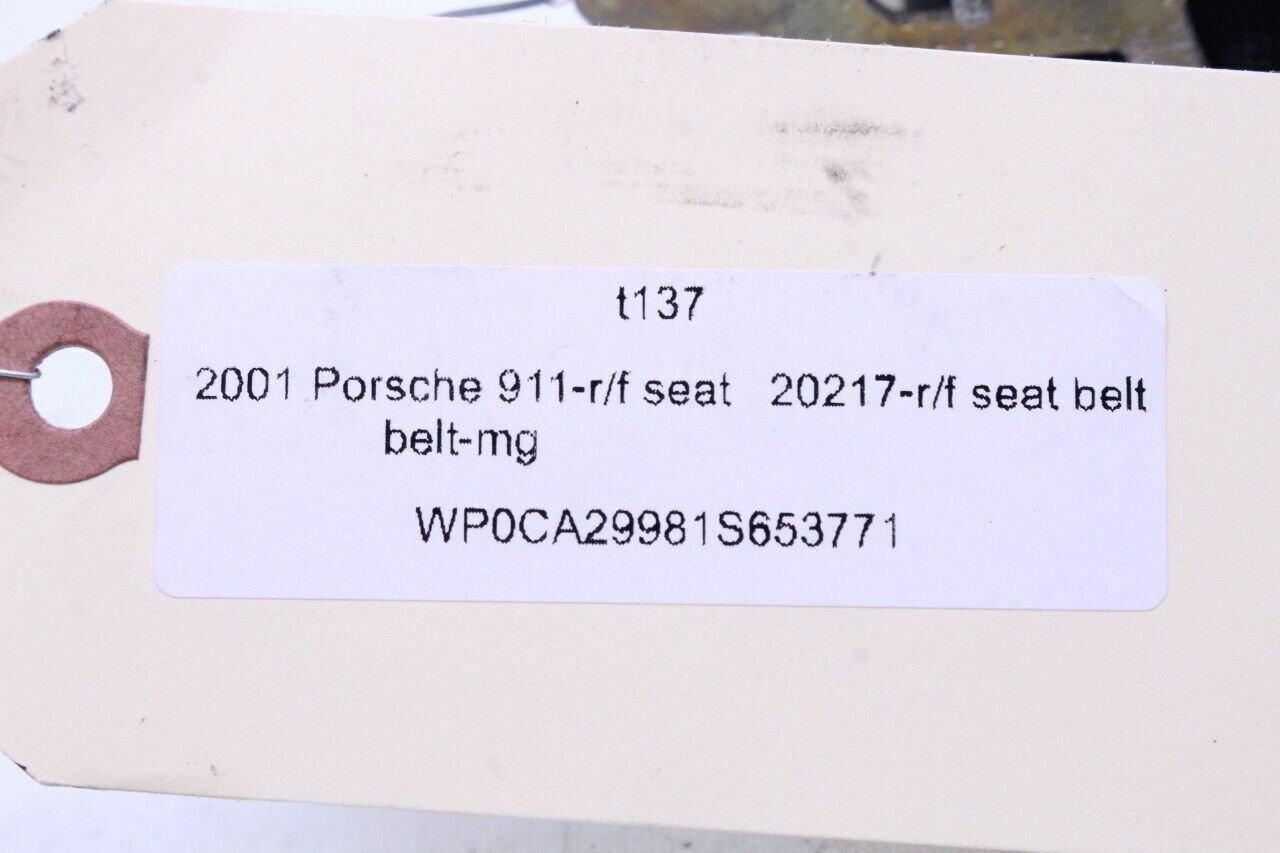 t137
2001 Porsche 911-r/f seat 20217-r/f seat belt
belt-mg
WP0CA29981S653771